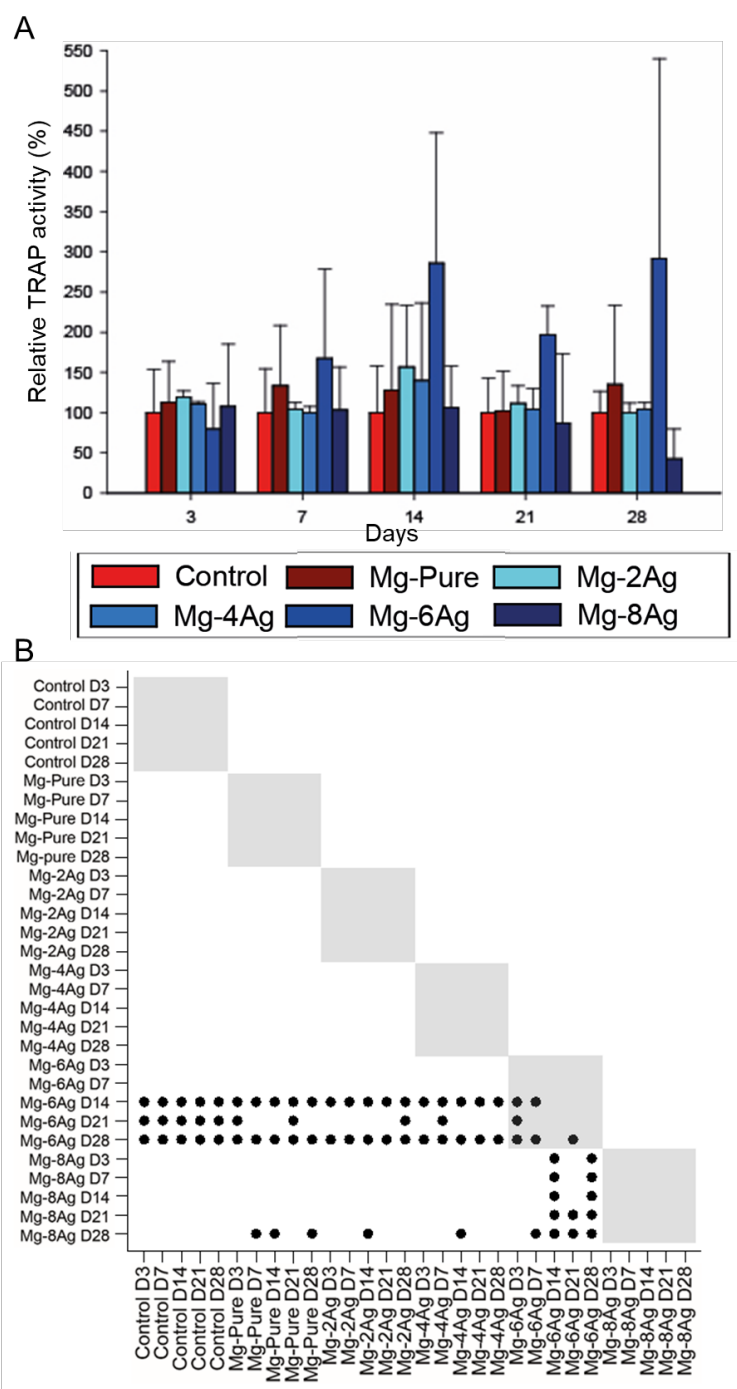 A
Relative TRAP activity (%)
550
500
450
400
350
300
250
200
150
100
50
0
3 7 14 21 28
Days
Control Mg-Pure Mg-2Ag
Mg-4Ag Mg-6Ag Mg-8Ag
B
Control D3
Control D7
Control D14
Control D21
Control D28
Mg-Pure D3
Mg-Pure D7
Mg-Pure D14
Mg-Pure D21
Mg-pure D28
Mg-2Ag D3
Mg-2Ag D7
Mg-2Ag D14
Mg-2Ag D21
Mg-2Ag D28
Mg-4Ag D3
Mg-4Ag D7
Mg-4Ag D14
Mg-4Ag D21
Mg-4Ag D28
Mg-6Ag D3
Mg-6Ag D7
Mg-6Ag D14
Mg-6Ag D21
Mg-6Ag D28
Mg-8Ag D3
Mg-8Ag D7
Mg-8Ag D14
Mg-8Ag D21
Mg-8Ag D28
Control D3
Control D7
Control D14
Control D21
Control D28
Mg-Pure D3
Mg-Pure D7
Mg-Pure D14
Mg-Pure D21
Mg-Pure D28
Mg-2Ag D3
Mg-2Ag D7
Mg-2Ag D14
Mg-2Ag D21
Mg-2Ag D28
Mg-4Ag D3
Mg-4Ag D7
Mg-4Ag D14
Mg-4Ag D21
Mg-4Ag D28
Mg-6Ag D3
Mg-6Ag D7
Mg-6Ag D14
Mg-6Ag D21
Mg-6Ag D28
Mg-8Ag D3
Mg-8Ag D7
Mg-8Ag D14
Mg-8Ag D21
Mg-8Ag D28